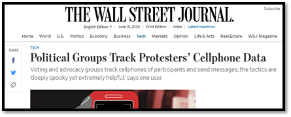 THE WALL STREET JOURNAL.
Subscribe
English Edition June 15, 2020 Print Edition Video Latest Headlines
Home World U.S. Politics Economy Business Tech Markets Opinion Life & Arts Real Estate WSJ. Magazine
SHARE
TECH
Political Groups Track Protesters' Cellphone Data
Voting and advocacy groups track cellphones of participants and send messages; the tactics are
'deeply spooky yet extremely helpful,' says one user